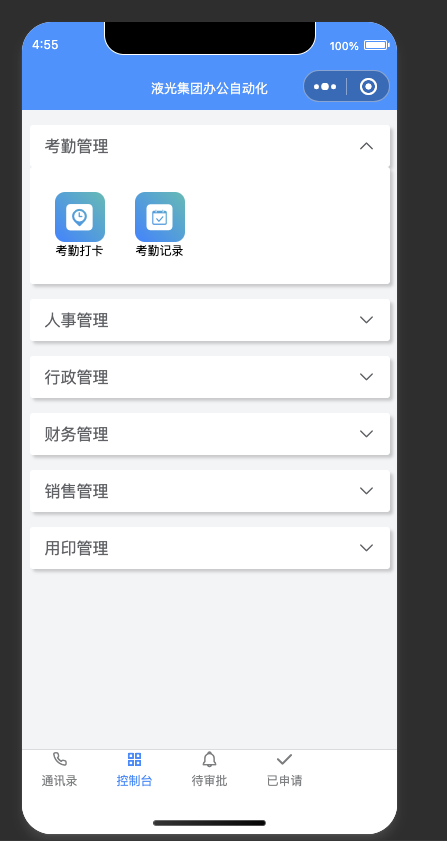 4:55
100%
液光集团办公自动化
考勤管理
考勤打卡 考勤记录
人事管理
行政管理
财务管理
销售管理
用印管理
通讯录 控制台 待审批 已申请